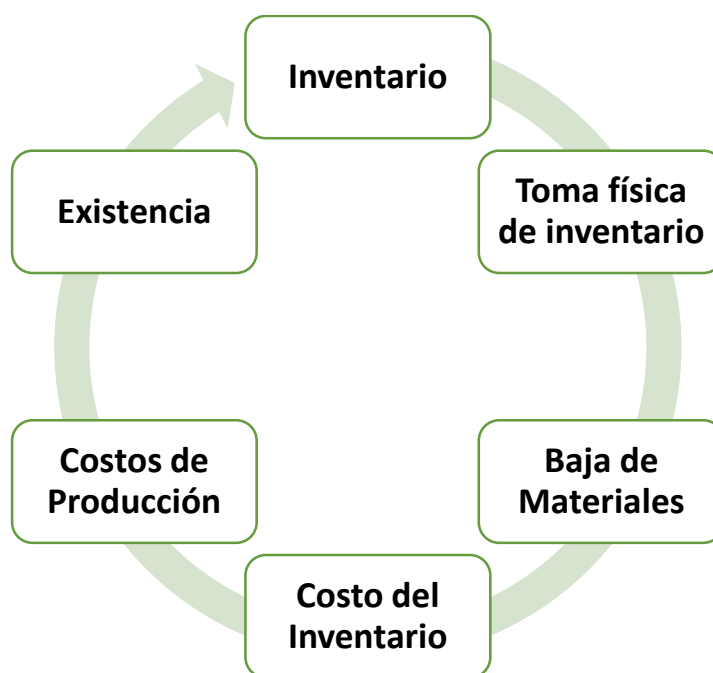 Inventario
Toma física
de inventario
Baja de
Materiales
Costo del
Inventario
Costos de
Producción
Existencia